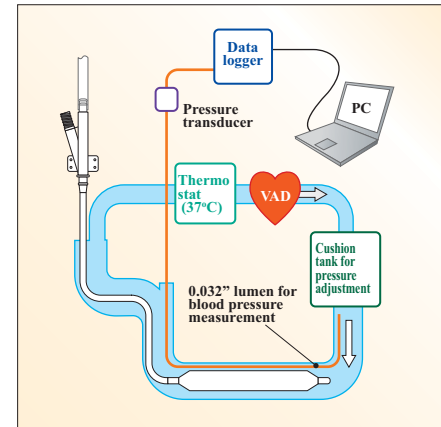 Data
logger
PC
Pressure
transducer
Thermo
stat
(37ºC)
VAD
Cushion
tank for
pressure
adjustment
0.032” lumen for
blood pressure
measurement